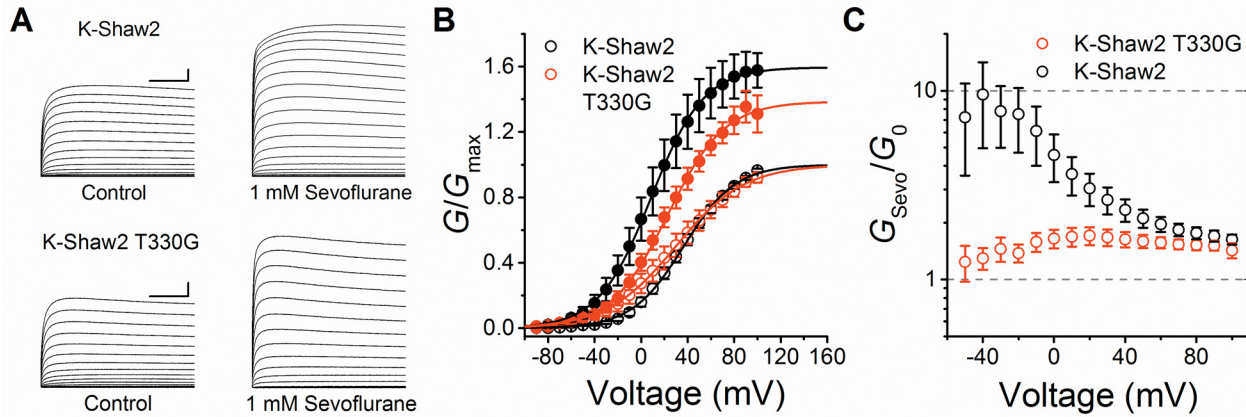 A
K-Shaw2
Control
1 mM Sevoflurane
K-Shaw2 T330G
Control
1 mM Sevoflurane
B
K-Shaw2
K-Shaw2
T330G
G/Gmax
1.6
1.2
0.8
0.4
0.0
-80 -40 0 40 80 120 160
Voltage (mV)
C
K-Shaw2 T330G
K-Shaw2
GSevo/G0
10
1
-40 0 40 80
Voltage (mV)